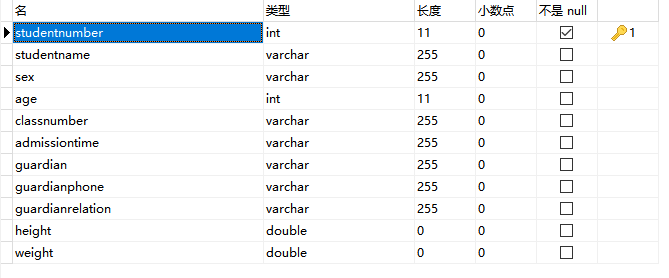 名 类型 长度 小数点 不是 null
studentnumber int 11 0 1
studentname varchar 255 0
sex varchar 255 0
age int 11 0
classnumber varchar 255 0
admissiontime varchar 255 0
guardian varchar 255 0
guardianphone varchar 255 0
guardianrelation varchar 255 0
height double 0 0
weight double 0 0